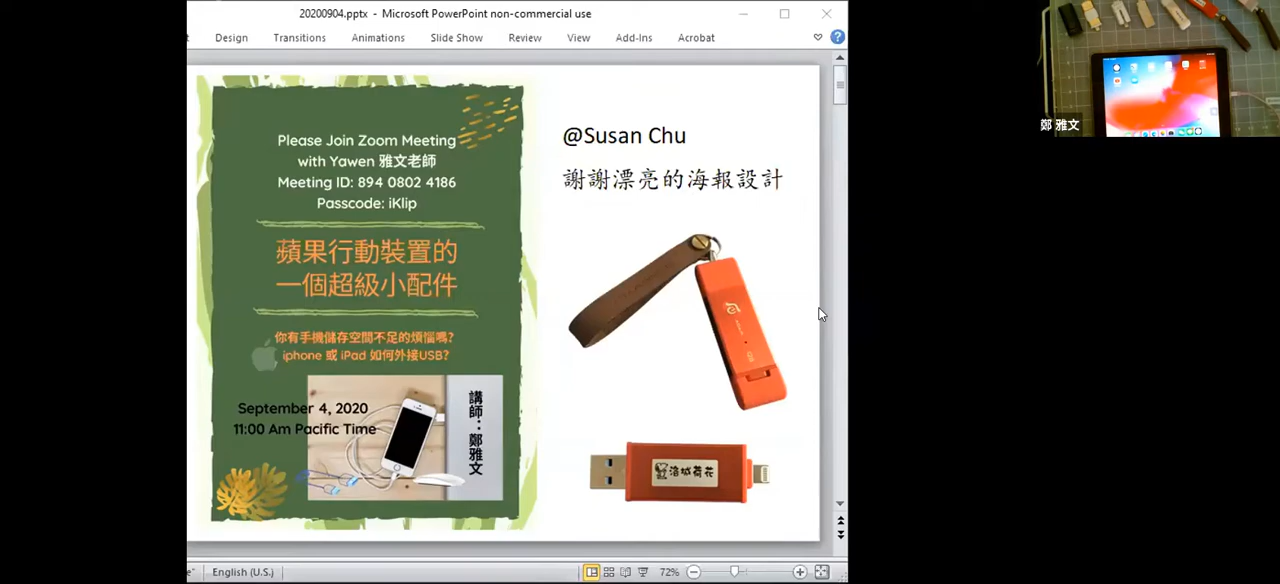 20200904.pptx - Microsoft PowerPoint non-commercial use
Design Transitions Animations Slide Show Review View Add-Ins Acrobat
Please Join Zoom Meeting
with Yawen 雅文老師
Meeting ID: 894 0802 4186
Passcode: iKlip
蘋果行動裝置的
一個超級小配件
你有手機儲存空間不足的煩惱嗎?
iphone 或 iPad 如何外接USB?
September 4, 2020
11:00 Am Pacific Time
講師：鄭雅文
@Susan Chu
謝謝漂亮的海報設計
洛城荷花
English (U.S.)
72%
鄭 雅文